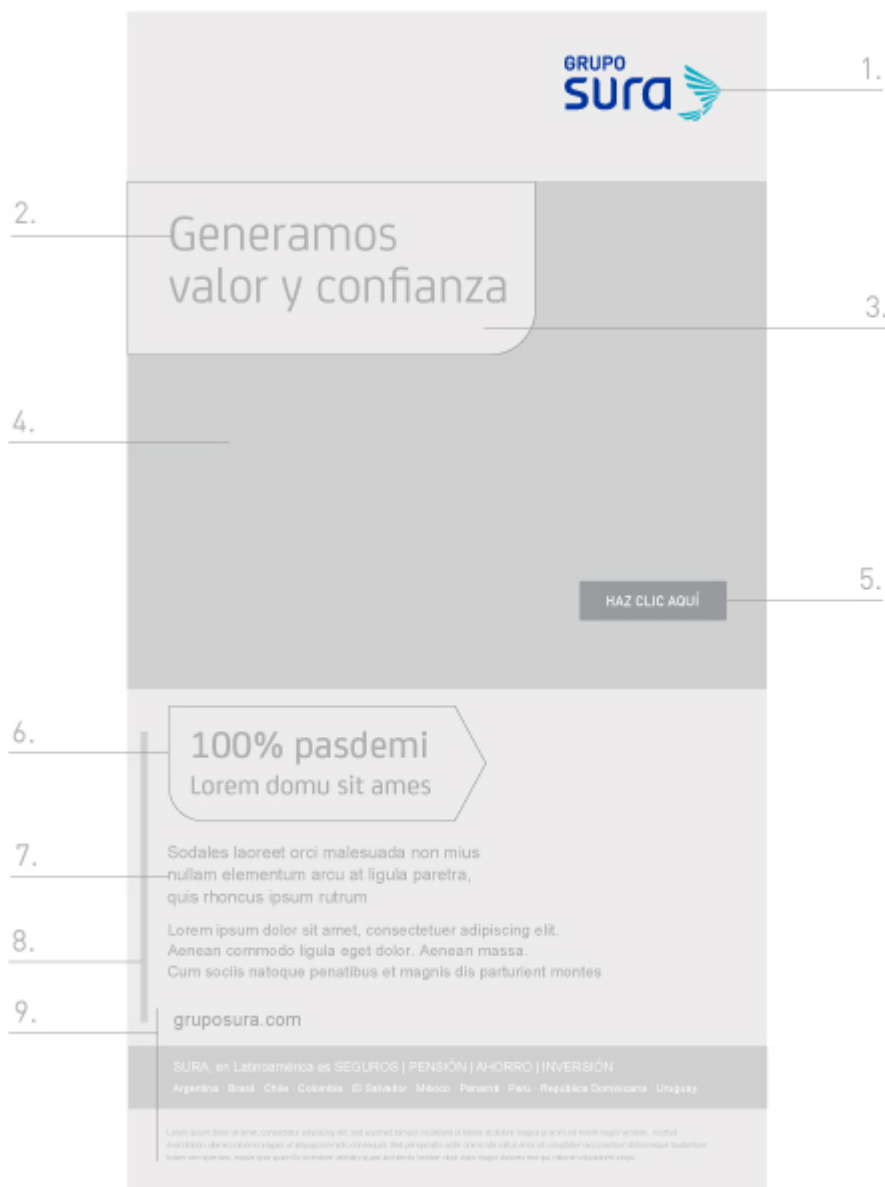 GRUPO
sura
1.
2.
Generamos
valor y confianza
3.
4.
5.
HAZ CLIC AQUÍ
6.
100% pasdemi
Lorem domu sit ames
7.
Sodales laoreet orci malesuada non mius
nullam elementum arcu at ligula paretra,
quis rhoncus ipsum rutrum
8.
Lorem ipsum dolor sit amet, consectetuer adipiscing elit.
Aenean commodo ligula eget dolor. Aenean massa.
Cum sociis natoque penatibus et magnis dis parturient montes
9.
gruposura.com
SURA, en Latinoamérica es SEGUROS | PENSIÓN | AHORRO | INVERSIÓN
Argentina · Brasil · Chile · Colombia · El Salvador · México · Panamá · Perú · República Dominicana · Uruguay